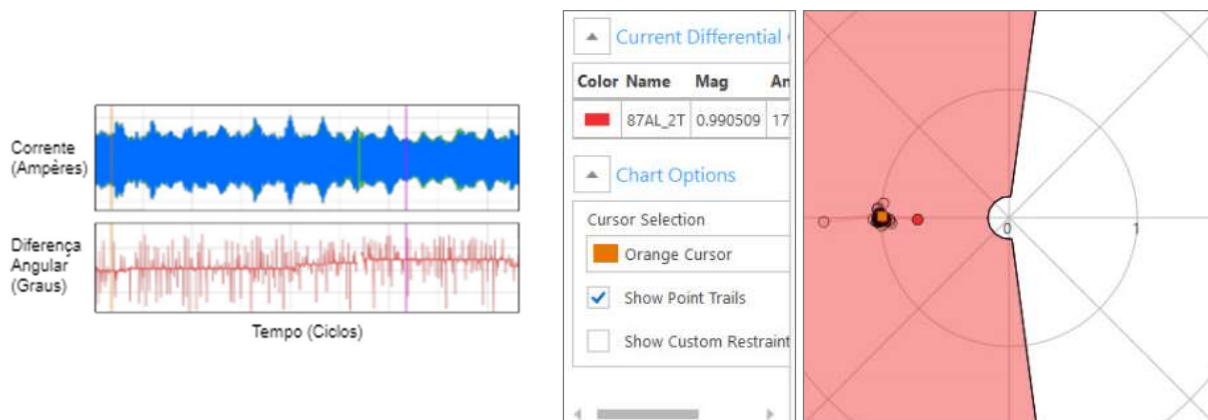 Corrente
(Ampères)
Diferença
Angular
(Graus)
Tempo (Ciclos)
Current Differential
Color Name Mag
87AL_2T 0.990509 17
Chart Options
Cursor Selection
Orange Cursor
Show Point Trails
Show Custom Restraint
0 1